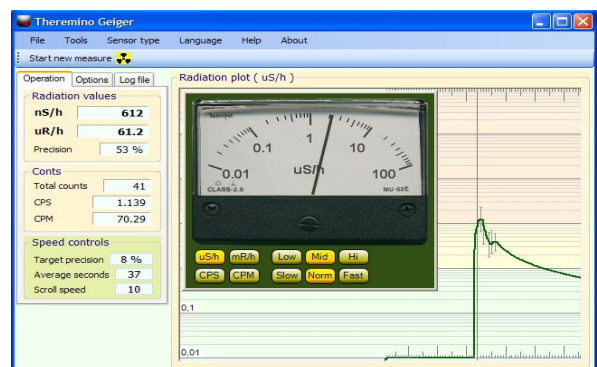 Theremino Geiger
File Tools Sensor type Language Help About
Start new measure
Operation Options Log file
Radiation values
nS/h 612
uR/h 61.2
Precision 53 %
Conts
Total counts 41
CPS 1.139
CPM 70.29
Speed controls
Target precision 8 %
Average seconds 37
Scroll speed 10
Radiation plot ( uS/h )
Theremino
0.01 0.1 1 10 100
uS/h
CLASS-2.5 MU-52E
uS/h mR/h Low Mid Hi
CPS CPM Slow Norm Fast
0,1
0,01